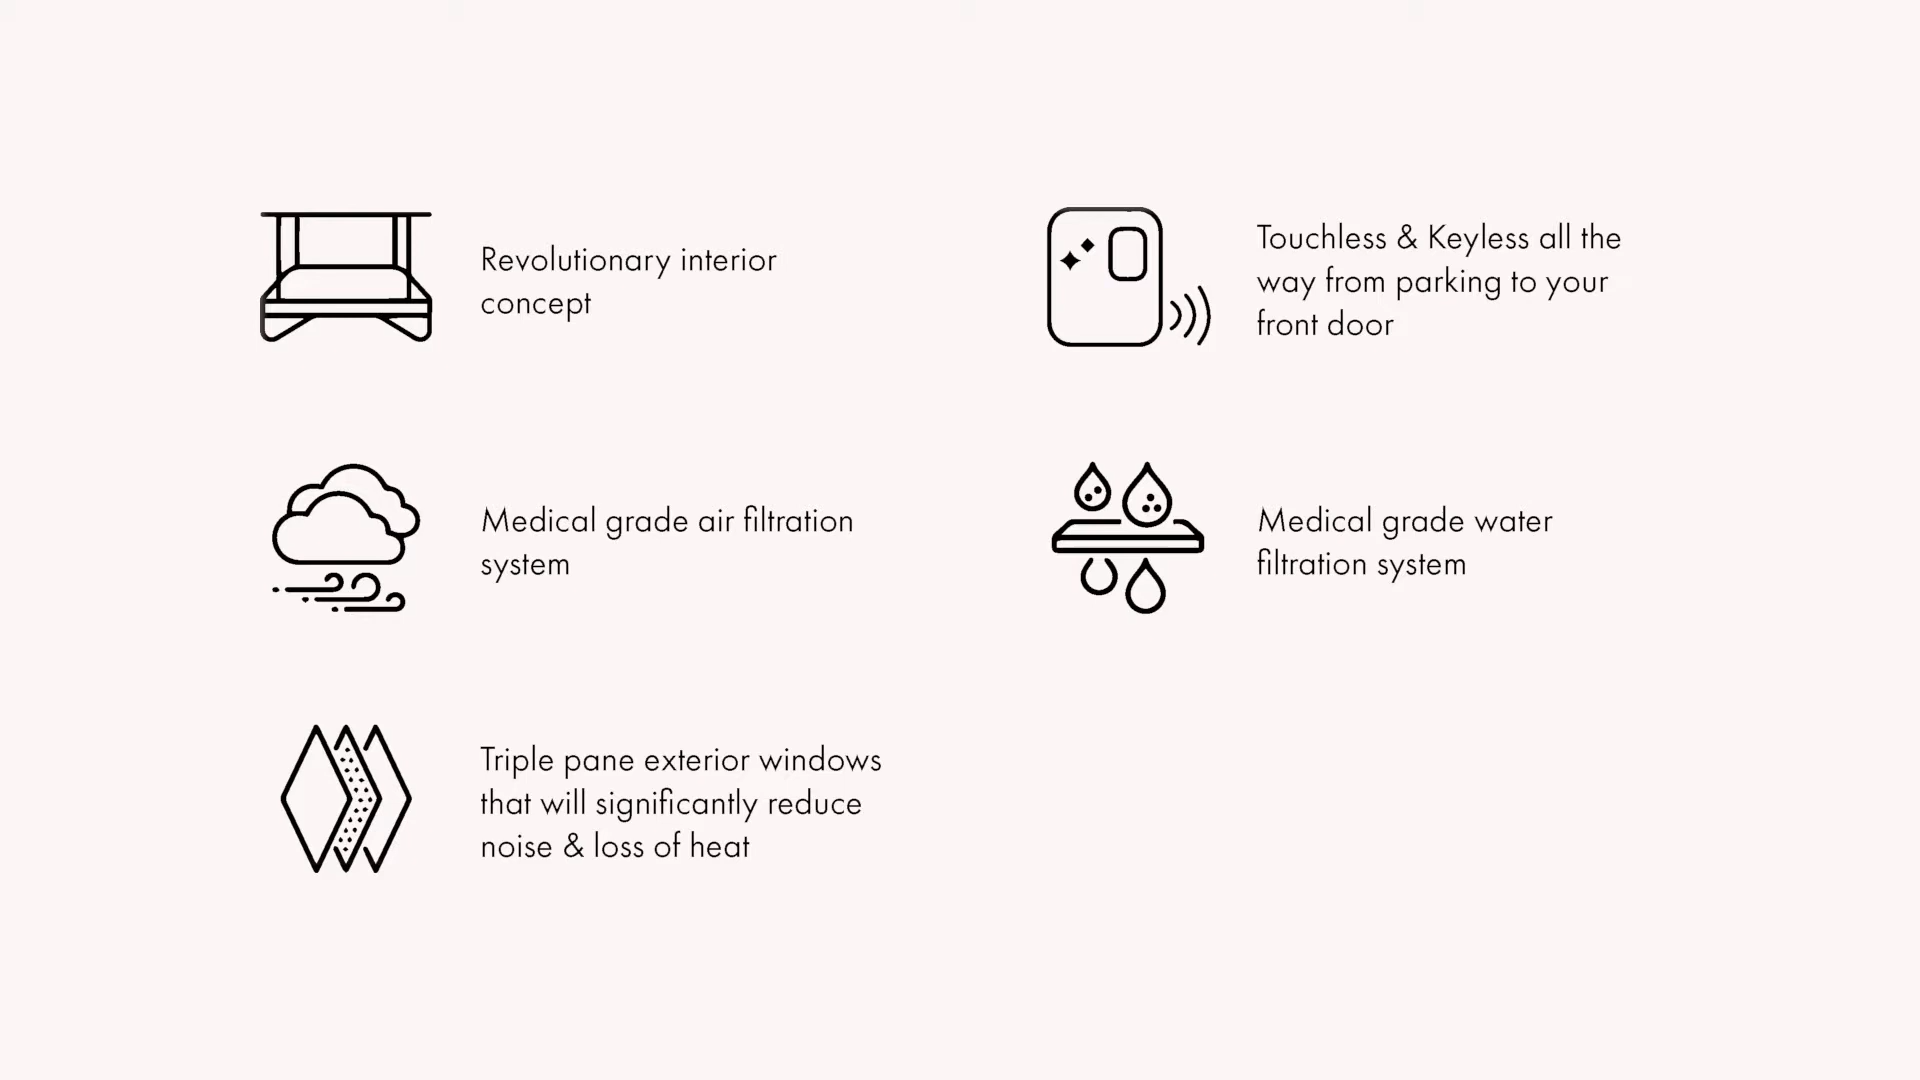 Revolutionary interior
concept
Touchless & Keyless all the
way from parking to your
front door
Medical grade air filtration
system
Medical grade water
filtration system
Triple pane exterior windows
that will significantly reduce
noise & loss of heat